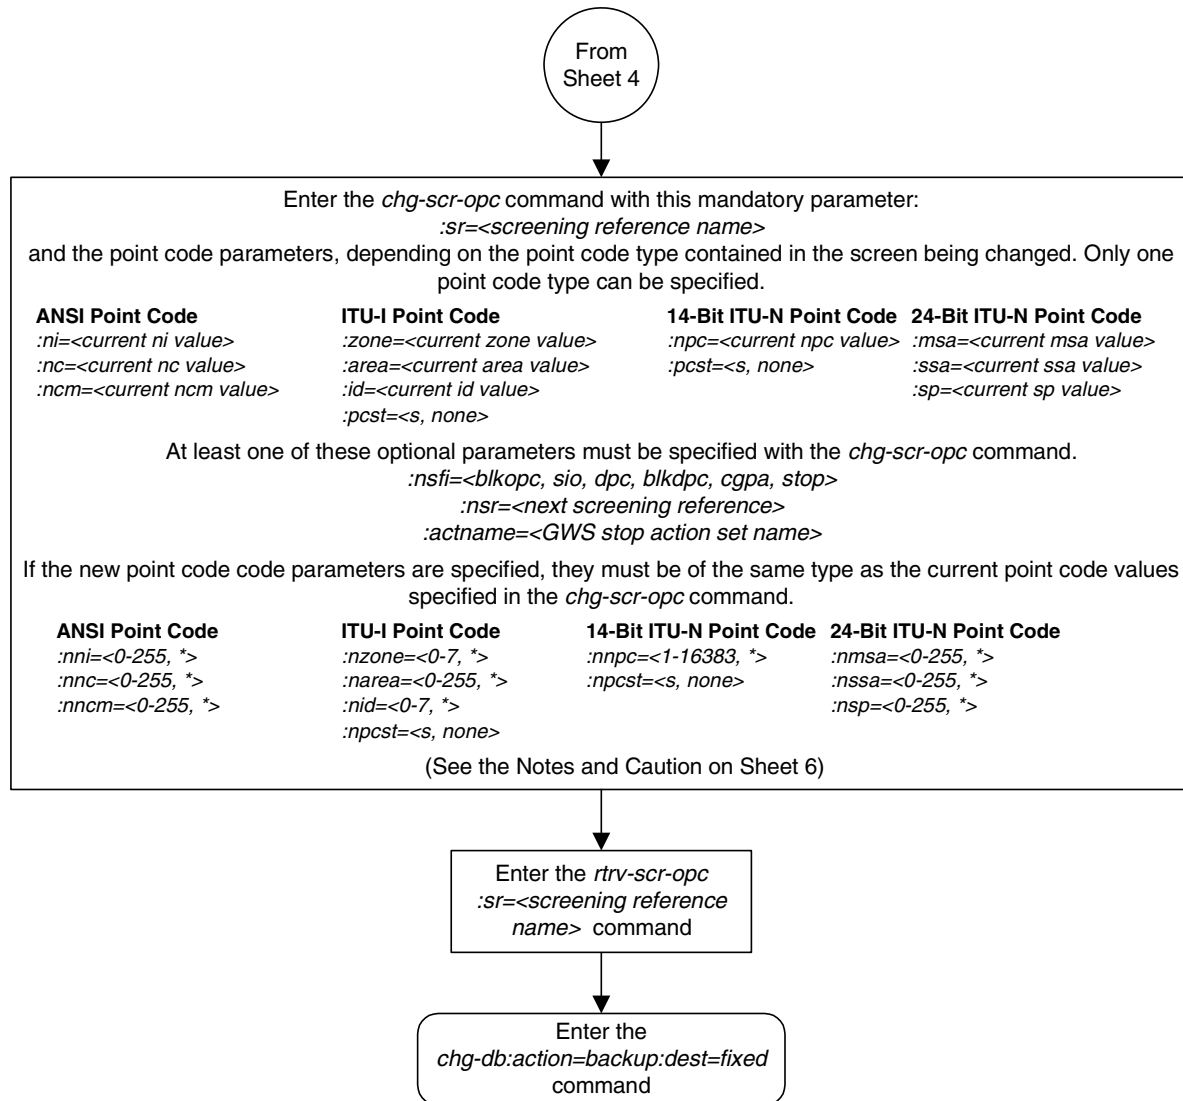 From
Sheet 4
Enter the chg-scr-opc command with this mandatory parameter:
:sr=<screening reference name>
and the point code parameters, depending on the point code type contained in the screen being changed. Only one
point code type can be specified.
ANSI Point Code
:ni=<current ni value>
:nc=<current nc value>
:ncm=<current ncm value>
ITU-I Point Code
:zone=<current zone value>
:area=<current area value>
:id=<current id value>
:pcst=<s, none>
14-Bit ITU-N Point Code
:npc=<current npc value>
:pcst=<s, none>
24-Bit ITU-N Point Code
:msa=<current msa value>
:ssa=<current ssa value>
:sp=<current sp value>
At least one of these optional parameters must be specified with the chg-scr-opc command.
:nsfi=<blkopc, sio, dpc, blkdpc, cgpa, stop>
:nsr=<next screening reference>
:actname=<GWS stop action set name>
If the new point code code parameters are specified, they must be of the same type as the current point code values
specified in the chg-scr-opc command.
ANSI Point Code
:nni=<0-255, *>
:nnc=<0-255, *>
:nncm=<0-255, *>
ITU-I Point Code
:nzone=<0-7, *>
:narea=<0-255, *>
:nid=<0-7, *>
:npcst=<s, none>
14-Bit ITU-N Point Code
:nnpc=<1-16383, *>
:npcst=<s, none>
24-Bit ITU-N Point Code
:nmsa=<0-255, *>
:nssa=<0-255, *>
:nsp=<0-255, *>
(See the Notes and Caution on Sheet 6)
Enter the rtrv-scr-opc
:sr=<screening reference
name> command
Enter the
chg-db:action=backup:dest=fixed
command